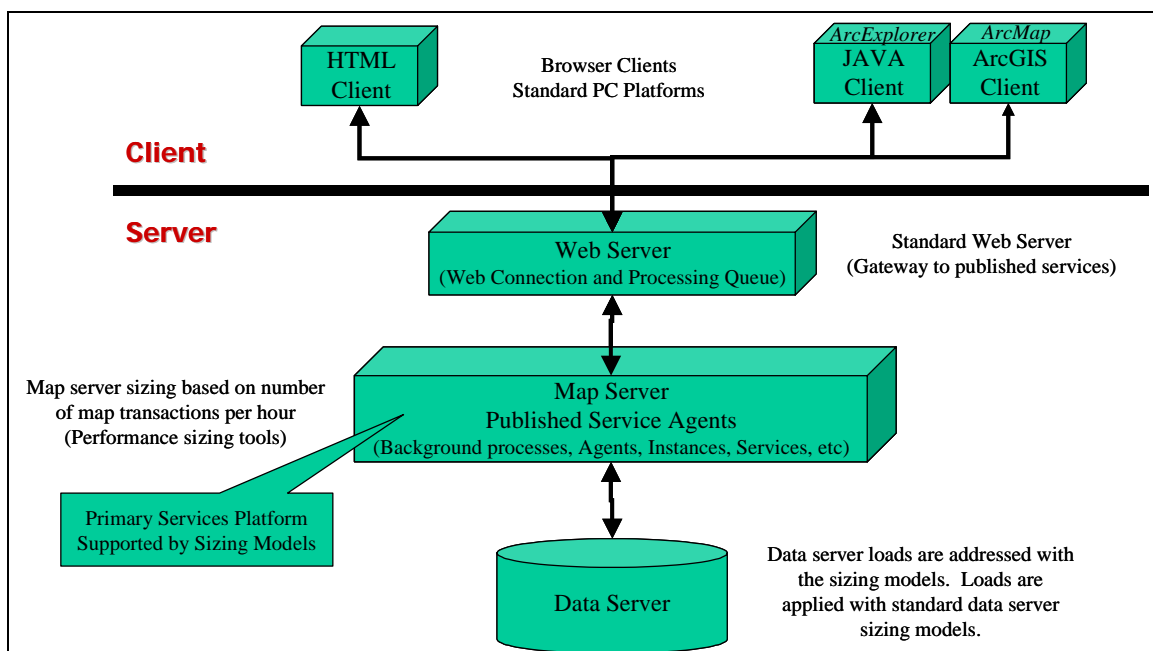 HTML
Client
Browser Clients
Standard PC Platforms
ArcExplorer
JAVA
Client
ArcMap
ArcGIS
Client
Client
Server
Web Server
(Web Connection and Processing Queue)
Standard Web Server
(Gateway to published services)
Map server sizing based on number
of map transactions per hour
(Performance sizing tools)
Map Server
Published Service Agents
(Background processes, Agents, Instances, Services, etc)
Primary Services Platform
Supported by Sizing Models
Data Server
Data server loads are addressed with
the sizing models. Loads are
applied with standard data server
sizing models.